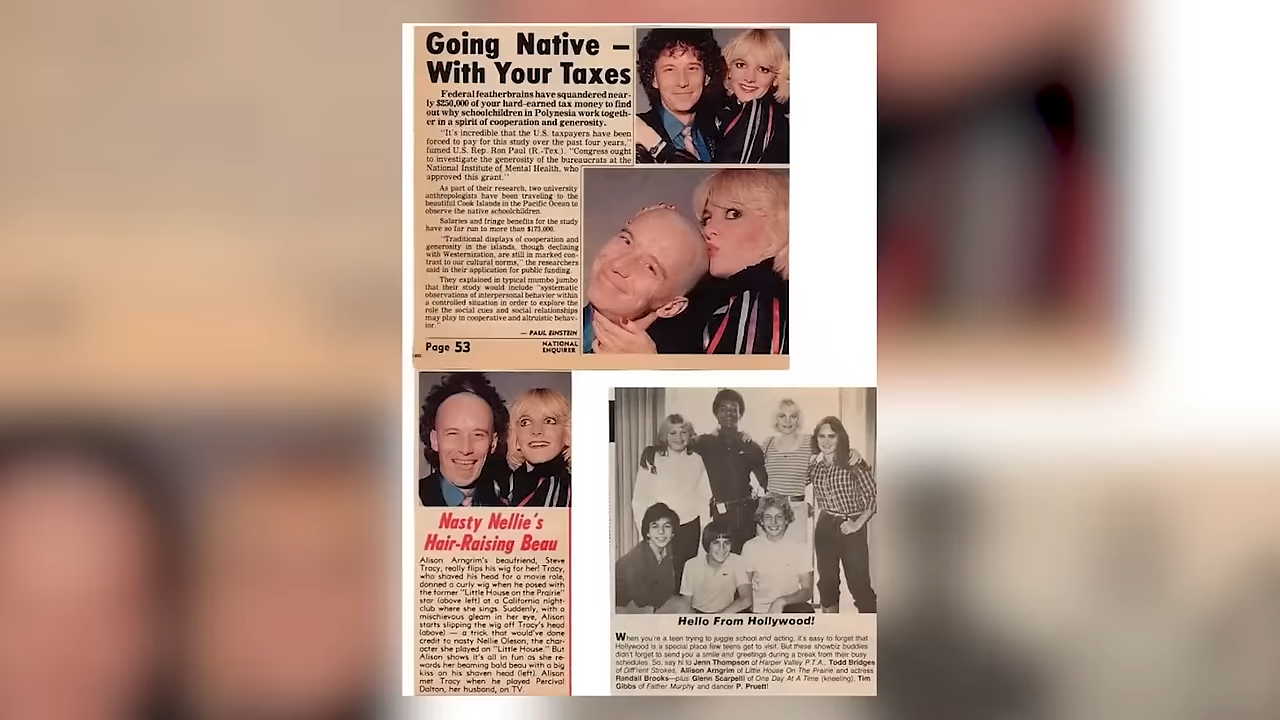 Going Native –
With Your Taxes
Federal featherbrains have squandered near-
ly $250,000 of your hard-earned tax money to find
out why schoolchildren in Polynesia work togeth-
er in a spirit of cooperation and generosity.
"It's incredible that the U.S. taxpayers have been
forced to pay for this study over the past four years,"
fumed U.S. Rep. Ron Paul (R.-Tex.). "Congress ought
to investigate the generosity of the bureaucrats at the
National Institute of Mental Health, who
approved this grant."
As part of their research, two university
anthropologists have been traveling to the
beautiful Cook Islands in the Pacific Ocean to
observe the native schoolchildren.
Salaries and fringe benefits for the study
have so far run to more than $175,000.
"Traditional displays of cooperation and
generosity in the islands, though declining
with Westernization, are still in marked con-
trast to our cultural norms," the researchers
said in their application for public funding.
They explained in typical mumbo jumbo
that their study would include "systematic
observations of interpersonal behavior within
a controlled situation in order to explore the
role the social cues and social relationships
may play in cooperative and altruistic behav-
ior."
— PAUL EINSTEIN
Page 53
NATIONAL
ENQUIRER
Nasty Nellie's
Hair-Raising Beau
Alison Arngrim's beaufriend, Steve
Tracy, really flips his wig for her! Tracy,
who shaved his head for a movie role,
donned a curly wig when he posed with
the former "Little House on the Prairie"
star (above left) at a California night-
club where she sings. Suddenly, with a
mischievous gleam in her eye, Alison
starts slipping the wig off Tracy's head
(above) — a trick that would've done
credit to nasty Nellie Oleson, the char-
acter she played on "Little House." But
Alison shows it's all in fun as she re-
wards her beaming bald beau with a big
kiss on his shaven head (left). Alison
met Tracy when he played Percival
Dalton, her husband, on TV.
Hello From Hollywood!
When you're a teen trying to juggle school and acting, it's easy to forget that
Hollywood is a special place few teens get to visit. But these showbiz buddies
didn't forget to send you a smile and greetings during a break from their busy
schedules. So, say hi to Jenn Thompson of Harper Valley P.T.A., Todd Bridges
of Diff'rent Strokes, Allison Arngrim of Little House On The Prairie and actress
Randall Brooks—plus Glenn Scarpelli of One Day At A Time (kneeling), Tim
Gibbs of Father Murphy and dancer P. Pruett!